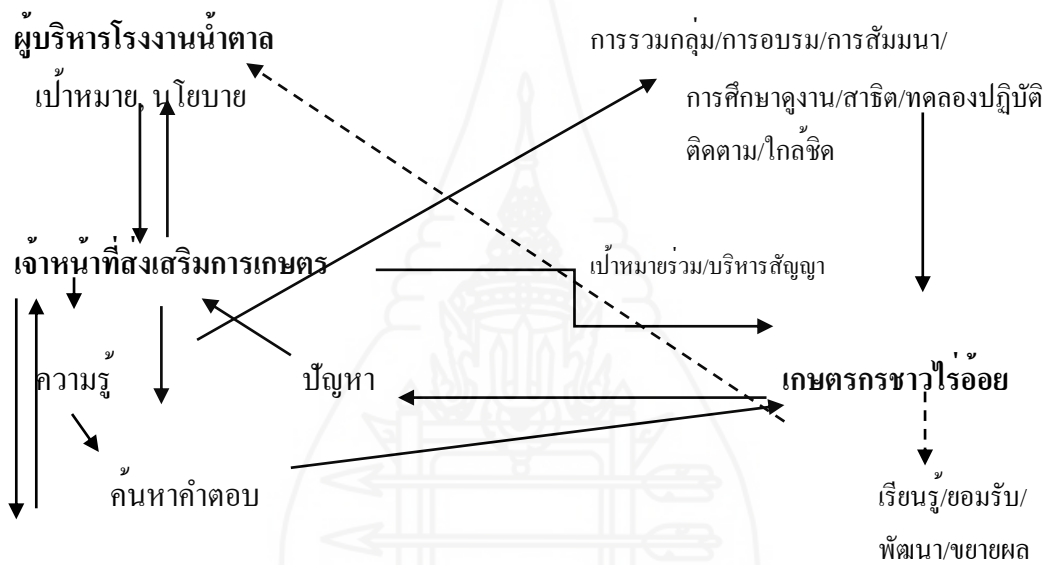 ผู้บริหารโรงงานน้ำตาล
เป้าหมาย, นโยบาย
การรวมกลุ่ม/การอบรม/การสัมมนา/
การศึกษาดูงาน/สาธิต/ทดลองปฏิบัติ
ติดตาม/ใกล้ชิด
เจ้าหน้าที่ส่งเสริมการเกษตร
เป้าหมายร่วม/บริหารสัญญา
ความรู้
ปัญหา
เกษตรกรชาวไร่อ้อย
ค้นหาคำตอบ
เรียนรู้/ยอมรับ/
พัฒนา/ขยายผล